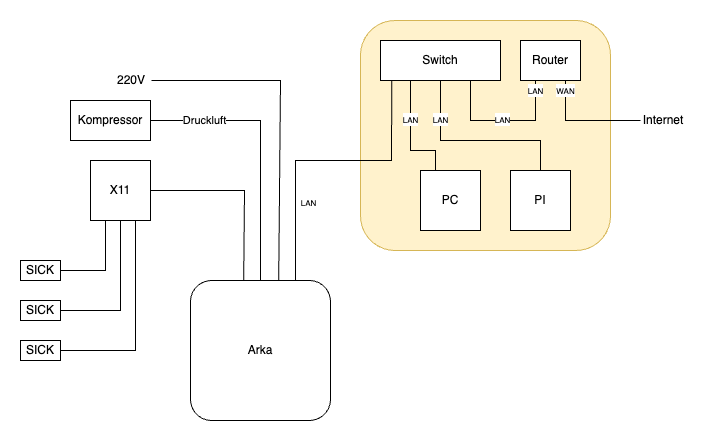 Switch
Router
220V
LAN
WAN
Kompressor
Druckluft
LAN
LAN
LAN
Internet
X11
PC
PI
LAN
SICK
SICK
SICK
Arka